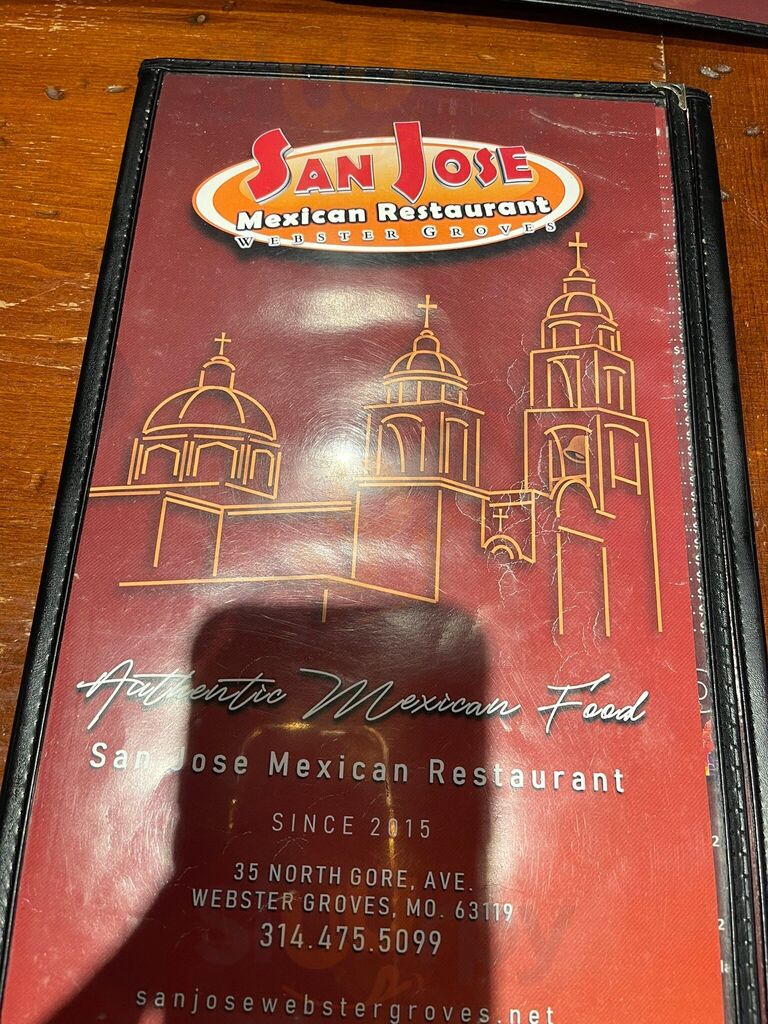 SAN JOSE
Mexican Restaurant
WEBSTER GROVES
Authentic Mexican Food
San Jose Mexican Restaurant
SINCE 2015
35 NORTH GORE, AVE.
WEBSTER GROVES, MO. 63119
314.475.5099
sanjosewebstergroves.net